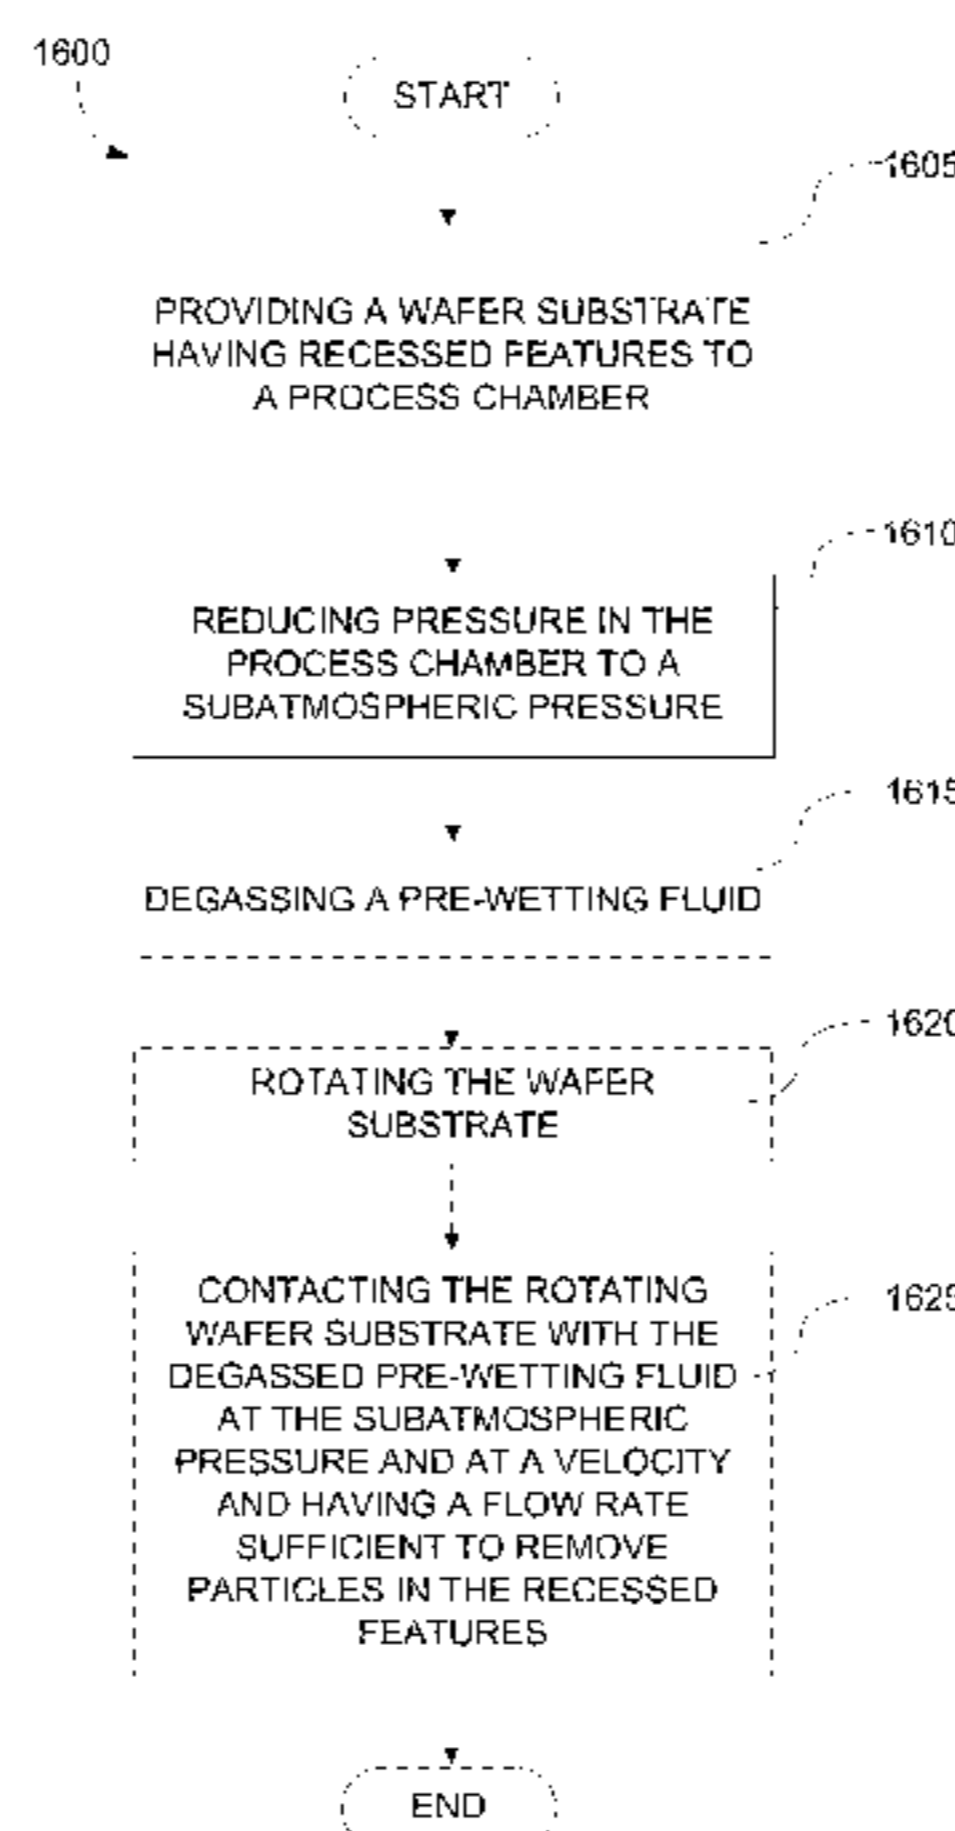 1600
START
1605
PROVIDING A WAFER SUBSTRATE
HAVING RECESSED FEATURES TO
A PROCESS CHAMBER
1610
REDUCING PRESSURE IN THE
PROCESS CHAMBER TO A
SUBATMOSPHERIC PRESSURE
1615
DEGASSING A PRE-WETTING FLUID
1620
ROTATING THE WAFER
SUBSTRATE
1625
CONTACTING THE ROTATING
WAFER SUBSTRATE WITH THE
DEGASSED PRE-WETTING FLUID
AT THE SUBATMOSPHERIC
PRESSURE AND AT A VELOCITY
AND HAVING A FLOW RATE
SUFFICIENT TO REMOVE
PARTICLES IN THE RECESSED
FEATURES
END